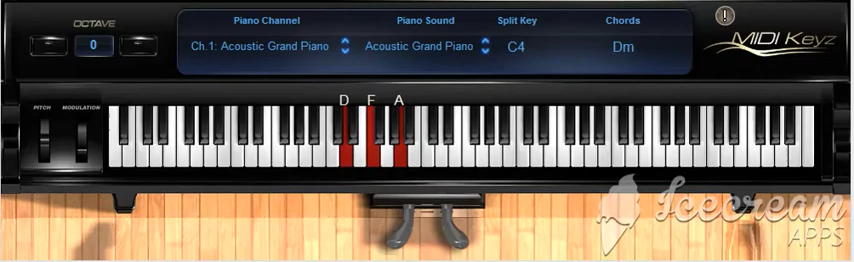 OCTAVE
0
Piano Channel
Piano Sound
Split Key
Chords
Ch.1: Acoustic Grand Piano
Acoustic Grand Piano
C4
Dm
!
MIDI Keyz
PITCH
MODULATION
D F A
Icecream
APPS